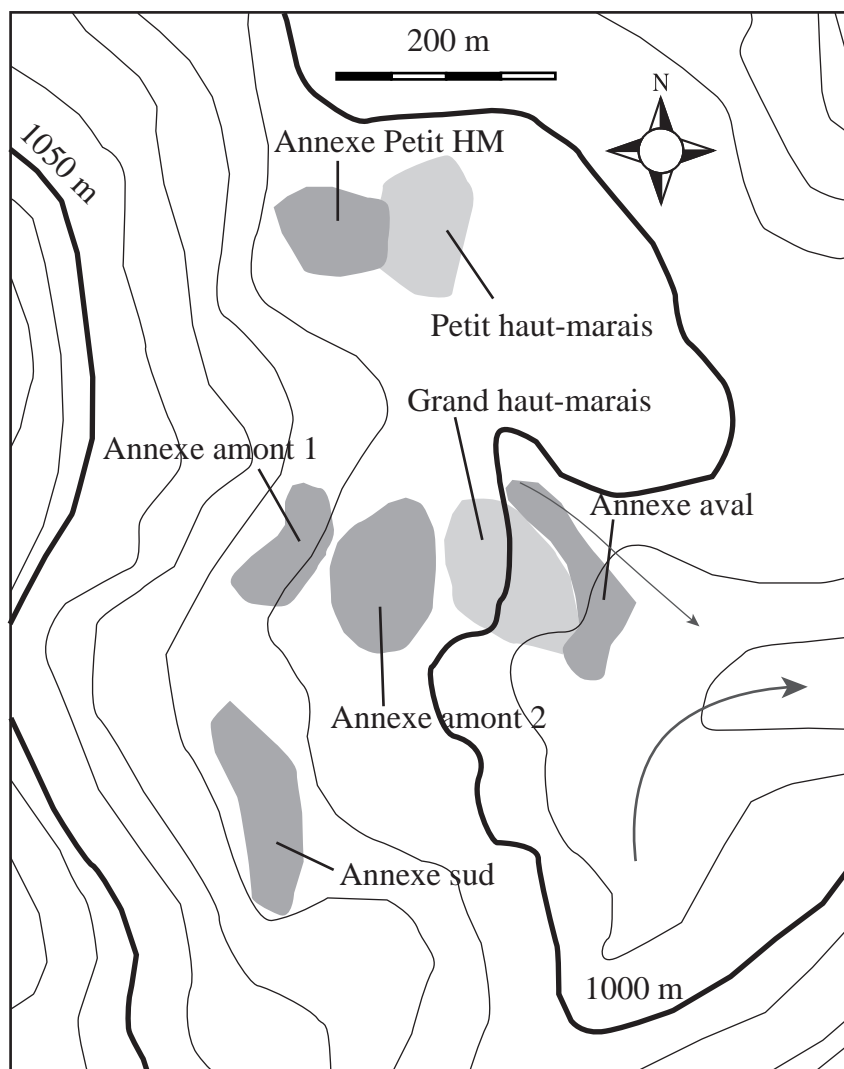 200 m
N
Annexe Petit HM
1050 m
Petit haut-marais
Grand haut-marais
Annexe amont 1
Annexe aval
Annexe amont 2
Annexe sud
1000 m